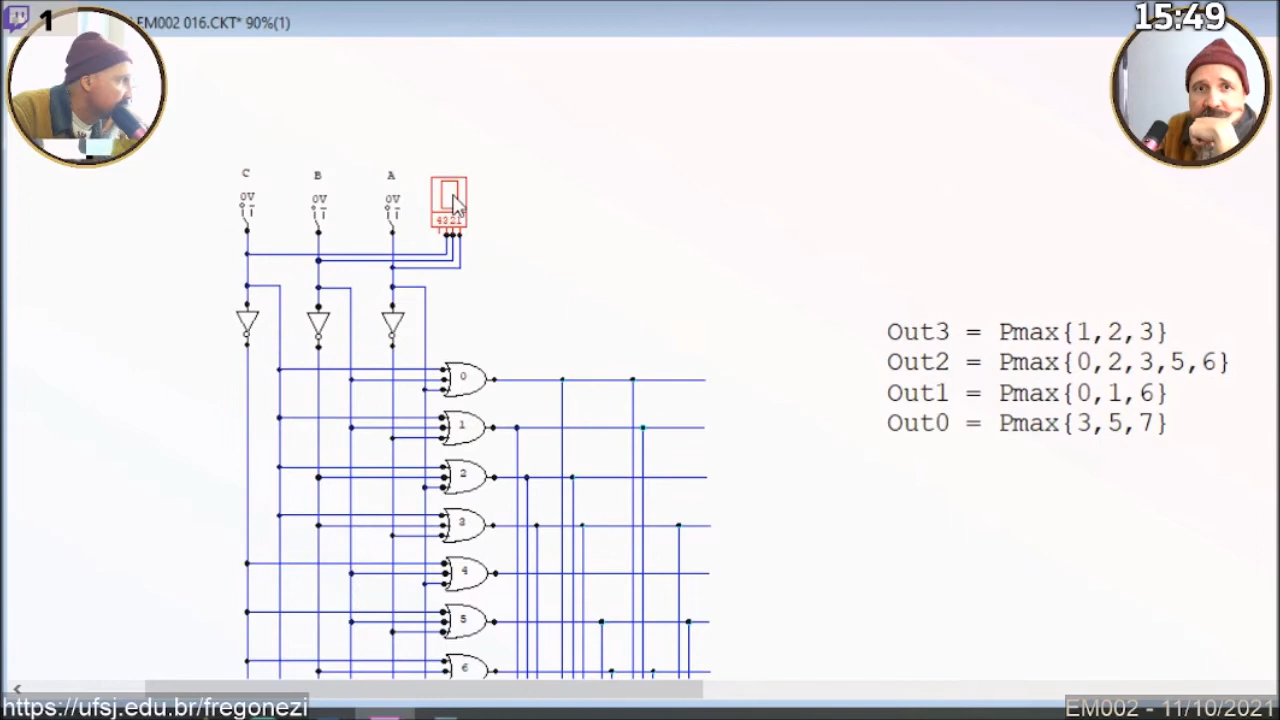 1
EM002 016.CKT* 90%(1)
15:49
C
B
A
0V
0V
0V
4321
0
1
2
3
4
5
6
Out3 = Pmax{1,2,3}
Out2 = Pmax{0,2,3,5,6}
Out1 = Pmax{0,1,6}
Out0 = Pmax{3,5,7}
https://ufsj.edu.br/fregonezi
EM002 - 11/10/2021